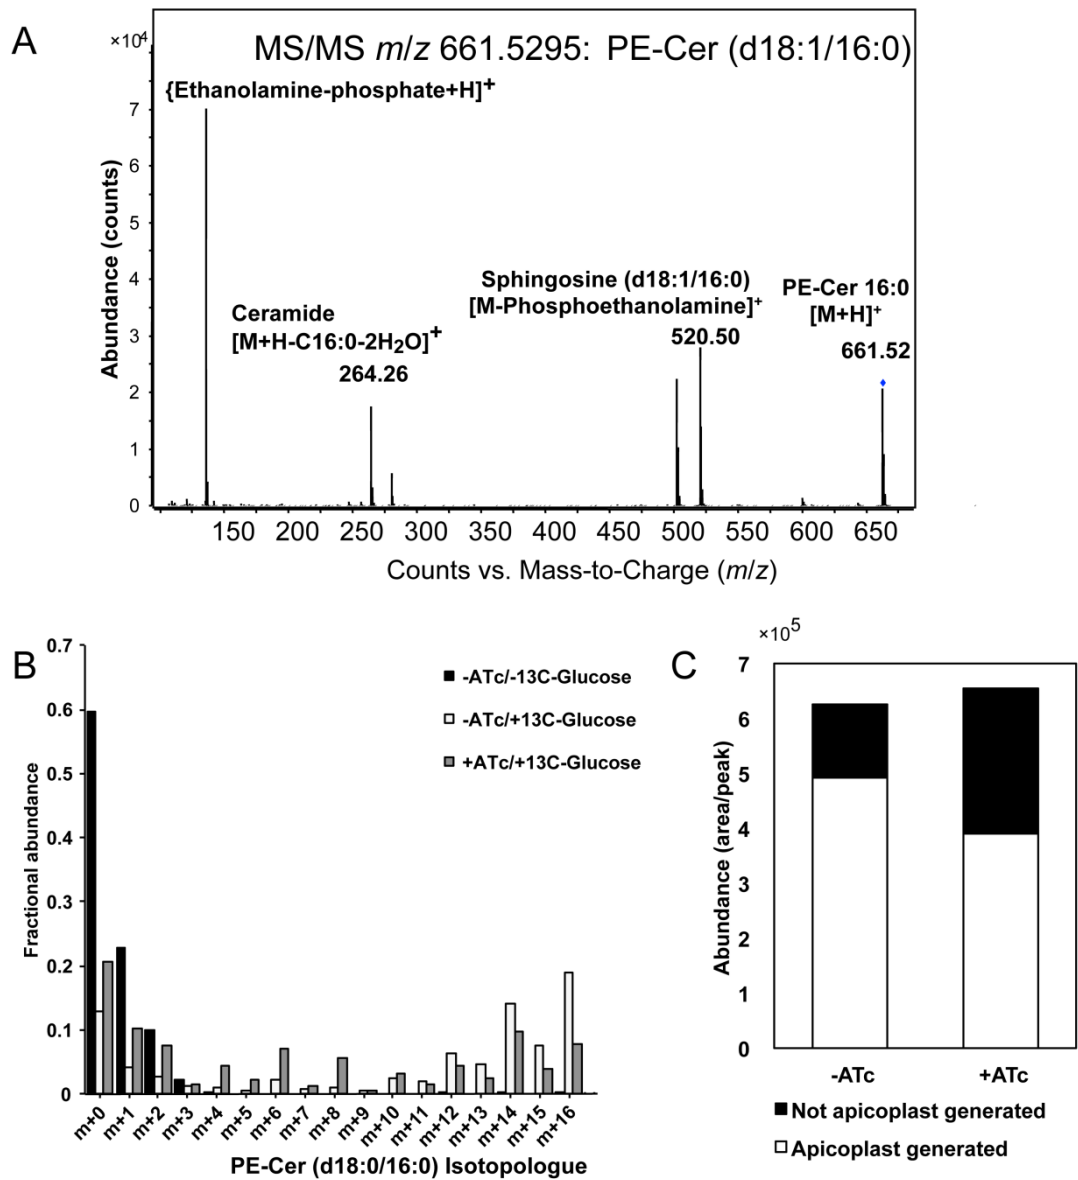 A
×10⁴
MS/MS m/z 661.5295: PE-Cer (d18:1/16:0)
{Ethanolamine-phosphate+H]⁺
7
6
5
4
3
2
1
0
Abundance (counts)
Ceramide
[M+H-C16:0-2H₂O]⁺
264.26
Sphingosine (d18:1/16:0)
[M-Phosphoethanolamine]⁺
520.50
PE-Cer 16:0
[M+H]⁺
661.52
150 200 250 300 350 400 450 500 550 600 650
Counts vs. Mass-to-Charge (m/z)
B
0.7
0.6
0.5
0.4
0.3
0.2
0.1
0
Fractional abundance
-ATc/-13C-Glucose
-ATc/+13C-Glucose
+ATc/+13C-Glucose
m+0 m+1 m+2 m+3 m+4 m+5 m+6 m+7 m+8 m+9 m+10 m+11 m+12 m+13 m+14 m+15 m+16
PE-Cer (d18:0/16:0) Isotopologue
C
×10⁵
7
6
5
4
3
2
1
0
Abundance (area/peak)
-ATc +ATc
Not apicoplast generated
Apicoplast generated